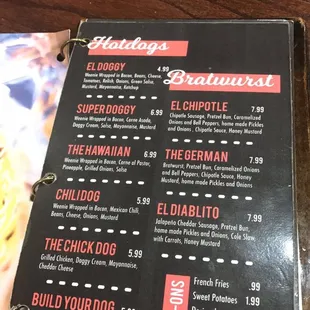 Hotdogs
EL DOGGY 4.99
Weenie Wrapped in Bacon, Beans, Cheese,
Tomatoes, Relish, Onions, Green Salsa,
Mustard, Mayonnaise, Ketchup
SUPER DOGGY 6.99
Weenie Wrapped in Bacon, Carne Asada,
Doggy Cream, Salsa, Mayonnaise, Mustard
THE HAWAIIAN 6.99
Weenie Wrapped in Bacon, Carne al Pastor,
Pineapple, Grilled Onions, Salsa
CHILI DOG 5.99
Weenie Wrapped in Bacon, Mexican Chili,
Beans, Cheese, Onions, Mustard
THE CHICK DOG 5.99
Grilled Chicken, Doggy Cream, Mayonnaise,
Cheddar Cheese
BUILD YOUR DOG
Bratwurst
EL CHIPOTLE 7.99
Chipotle Sausage, Pretzel Bun, Caramelized
Onions and Bell Peppers, home made Pickles and
Onions, Chipotle Sauce, Honey Mustard
THE GERMAN 7.99
Bratwurst, Pretzel Bun, Caramelized Onions
and Bell Peppers, Chipotle Sauce, Honey
Mustard, home made Pickles and Onions
EL DIABLITO 7.99
Jalapeño Cheddar Sausage, Pretzel Bun,
home made Pickles and Onions, Cole Slaw
with Carrots, Honey Mustard
French Fries .99
Sweet Potatoes 1.99